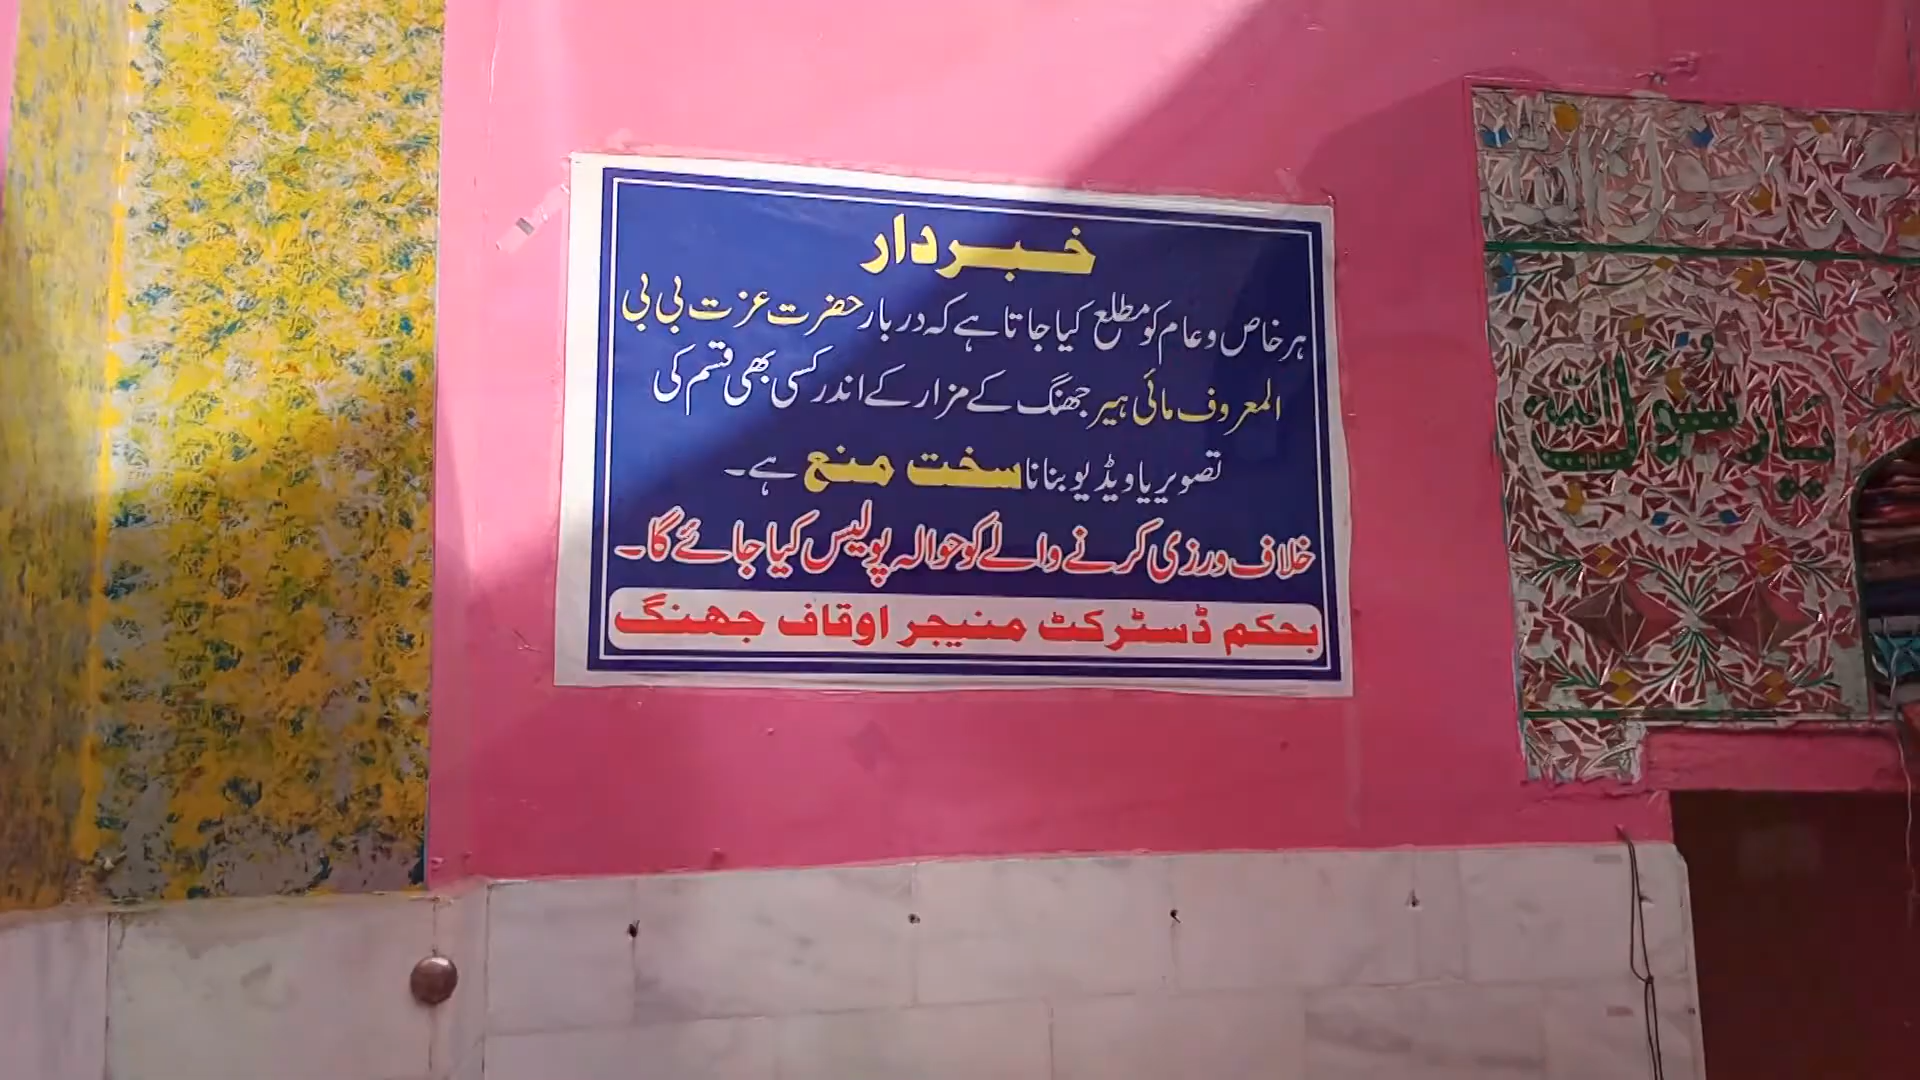 خبردار
ہر خاص و عام کو مطلع کیا جاتا ہے کہ دربار حضرت عزت بی بی
المعروف مائی ہیر جھنگ کے مزار کے اندر کسی بھی قسم کی
تصویر یا ویڈیو بنانا سخت منع ہے۔
خلاف ورزی کرنے والے کو حوالہ پولیس کیا جائے گا۔
بحکم ڈسٹرکٹ منیجر اوقاف جھنگ
یا رسول اللہ